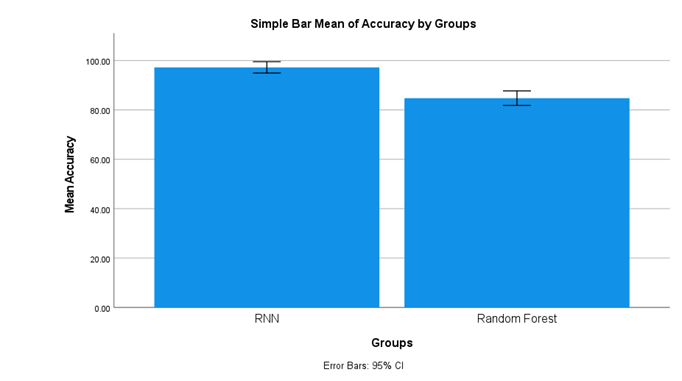 Simple Bar Mean of Accuracy by Groups
Mean Accuracy
100.00
80.00
60.00
40.00
20.00
0.00
RNN
Random Forest
Groups
Error Bars: 95% CI